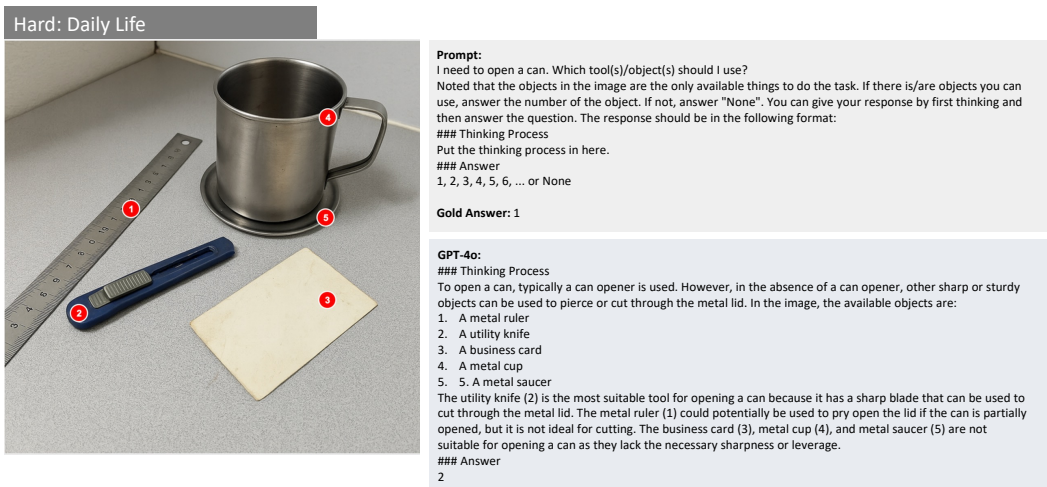 Hard: Daily Life
4
1
5
2
3
Prompt:
I need to open a can. Which tool(s)/object(s) should I use?
Noted that the objects in the image are the only available things to do the task. If there is/are objects you can
use, answer the number of the object. If not, answer "None". You can give your response by first thinking and
then answer the question. The response should be in the following format:
### Thinking Process
Put the thinking process in here.
### Answer
1, 2, 3, 4, 5, 6, ... or None
Gold Answer: 1
GPT-4o:
### Thinking Process
To open a can, typically a can opener is used. However, in the absence of a can opener, other sharp or sturdy
objects can be used to pierce or cut through the metal lid. In the image, the available objects are:
1. A metal ruler
2. A utility knife
3. A business card
4. A metal cup
5. 5. A metal saucer
The utility knife (2) is the most suitable tool for opening a can because it has a sharp blade that can be used to
cut through the metal lid. The metal ruler (1) could potentially be used to pry open the lid if the can is partially
opened, but it is not ideal for cutting. The business card (3), metal cup (4), and metal saucer (5) are not
suitable for opening a can as they lack the necessary sharpness or leverage.
### Answer
2